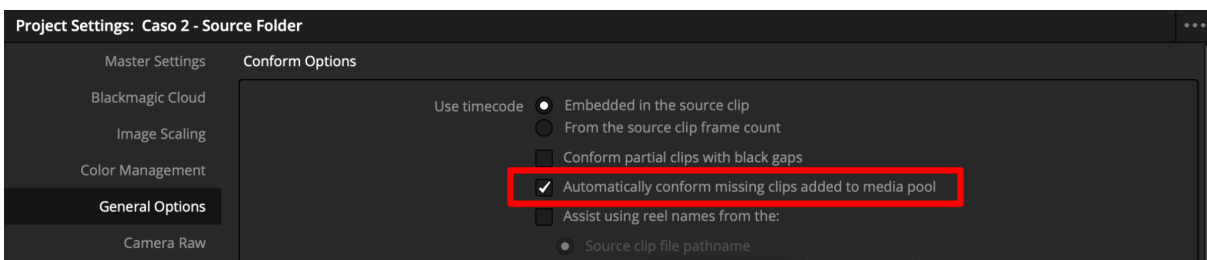 Project Settings: Caso 2 - Source Folder
Master Settings
Conform Options
Blackmagic Cloud
Use timecode
Embedded in the source clip
Image Scaling
From the source clip frame count
Conform partial clips with black gaps
Color Management
Automatically conform missing clips added to media pool
General Options
Assist using reel names from the:
Camera Raw
Source clip file pathname